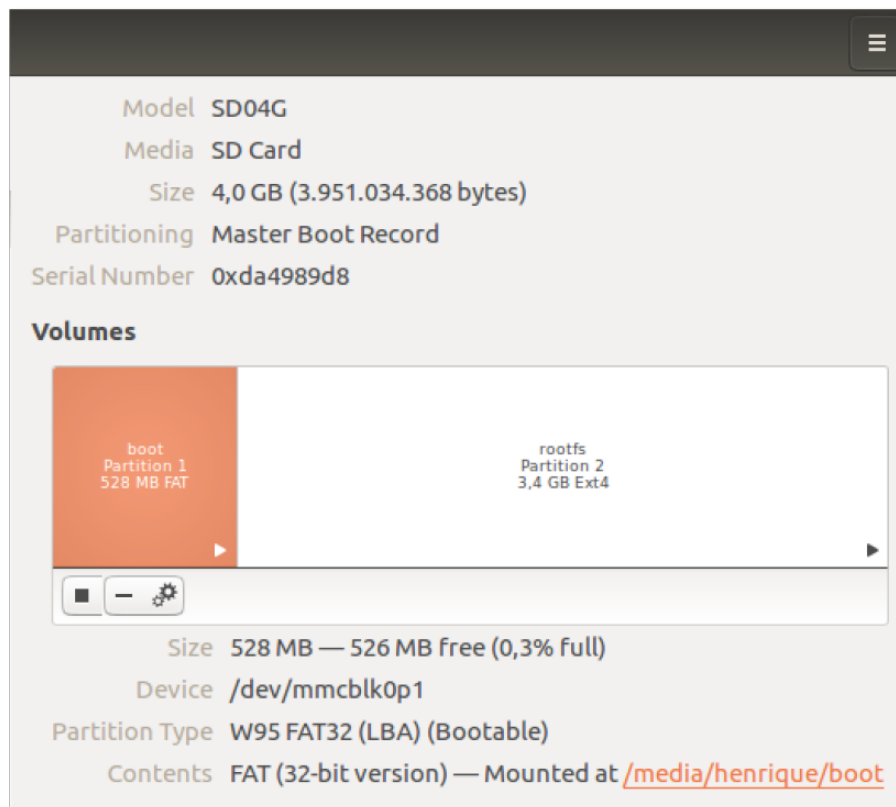 Model SD04G
Media SD Card
Size 4,0 GB (3.951.034.368 bytes)
Partitioning Master Boot Record
Serial Number 0xda4989d8
Volumes
boot
Partition 1
528 MB FAT
rootfs
Partition 2
3,4 GB Ext4
Size 528 MB — 526 MB free (0,3% full)
Device /dev/mmcblk0p1
Partition Type W95 FAT32 (LBA) (Bootable)
Contents FAT (32-bit version) — Mounted at /media/henrique/boot